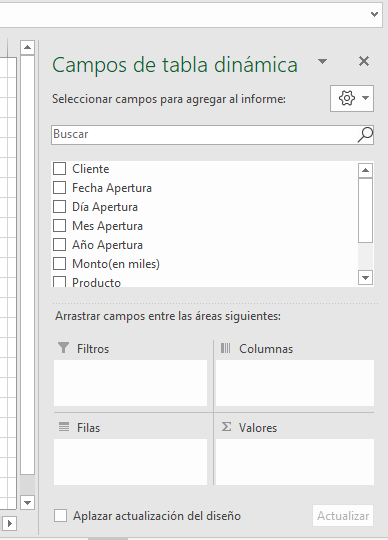 Campos de tabla dinámica
Seleccionar campos para agregar al informe:
Buscar
Cliente
Fecha Apertura
Día Apertura
Mes Apertura
Año Apertura
Monto(en miles)
Producto
Arrastrar campos entre las áreas siguientes:
Filtros
Columnas
Filas
Σ Valores
Aplazar actualización del diseño
Actualizar